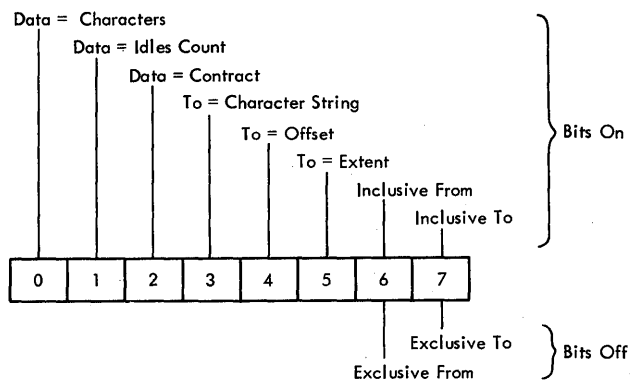 Data = Characters
Data = Idles Count
Data = Contract
To = Character String
To = Offset
To = Extent
Bits On
Inclusive From
Inclusive To
0 1 2 3 4 5 6 7
Exclusive To
Bits Off
Exclusive From